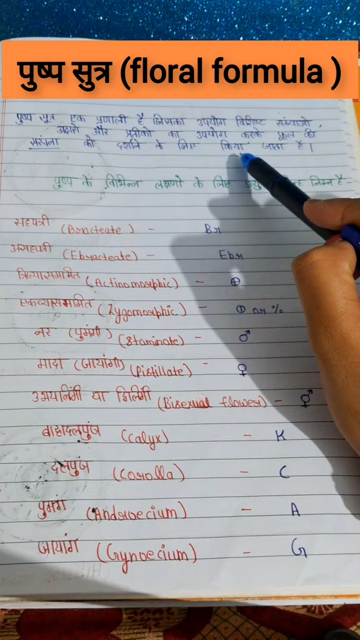 पुष्प सुत्र (floral formula )
पुष्प सूत्र एक प्रणाली है जिसका उपयोग विशिष्ट संख्याओ,
अक्षरो और प्रतीको का उपयोग करके फूल की
संरचना को दर्शाने के लिए किया जाता है।
पुष्प के विभिन्न लक्षणो के लिए निम्न है-
सहपत्री (Bracteate) - Br
असहपत्री (Ebracteate) - Ebr
त्रिज्यासममित (Actinomorphic) - ⊕
एकव्याससममित (Zygomorphic) - ⊕ or %
नर (पुमंगी) (Staminate) - ♂
मादा (जायांगी) (Pistillate) - ♀
उभयलिंगी या द्विलिंगी (Bisexual flower) - ⚥
बाह्यदलपुंज (Calyx) - K
दलपुंज (Corolla) - C
पुमंग (Androecium) - A
जायांग (Gynoecium) - G